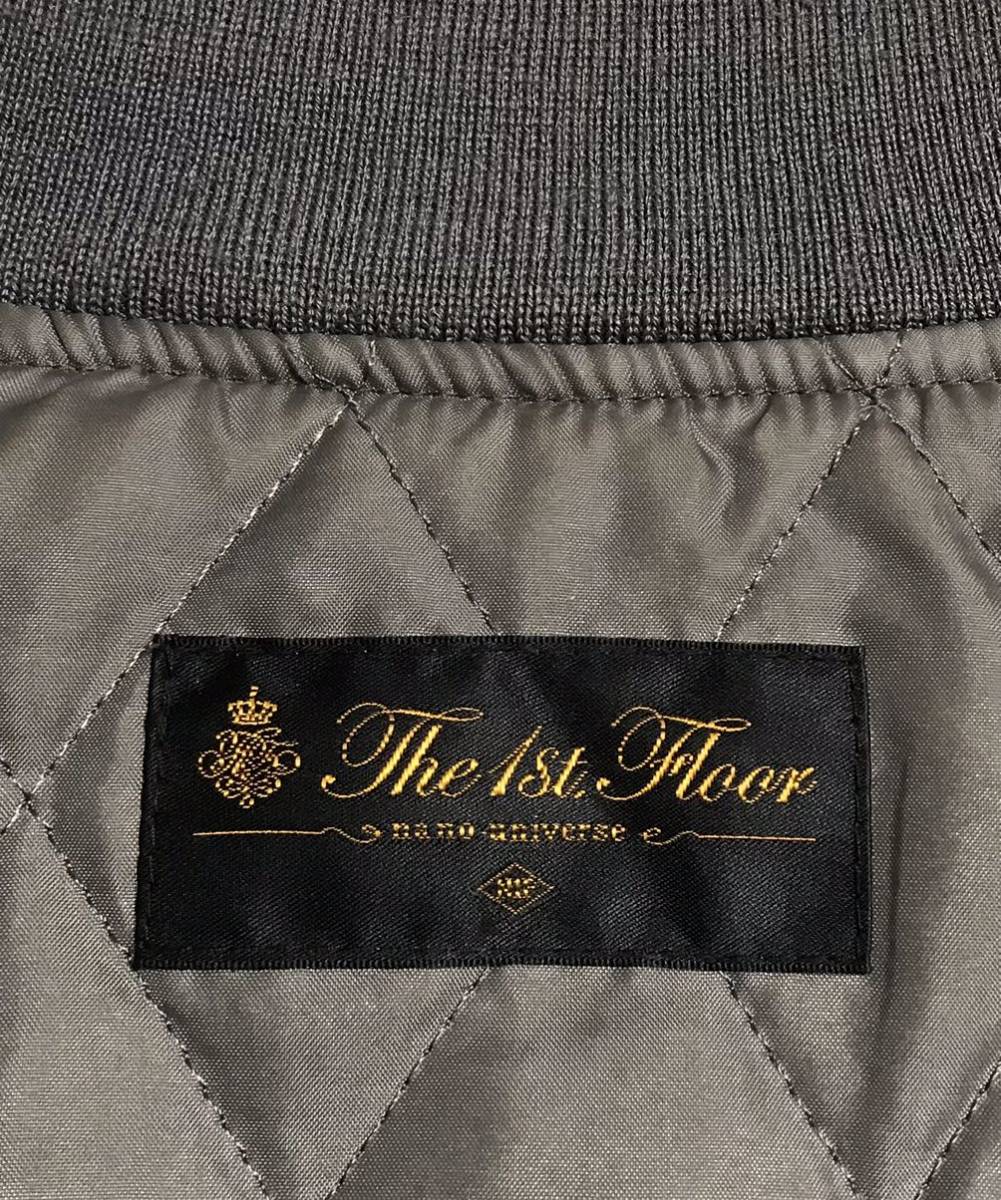 The 1st. Floor
nano·universe